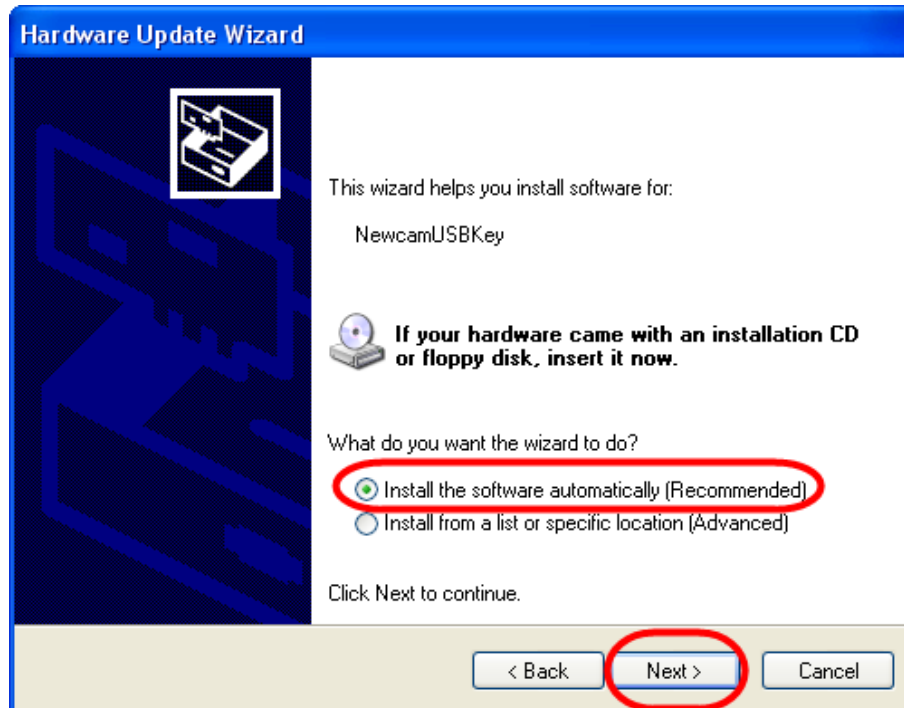 Hardware Update Wizard
This wizard helps you install software for:
NewcamUSBKey
If your hardware came with an installation CD
or floppy disk, insert it now.
What do you want the wizard to do?
Install the software automatically (Recommended)
Install from a list or specific location (Advanced)
Click Next to continue.
< Back Next > Cancel